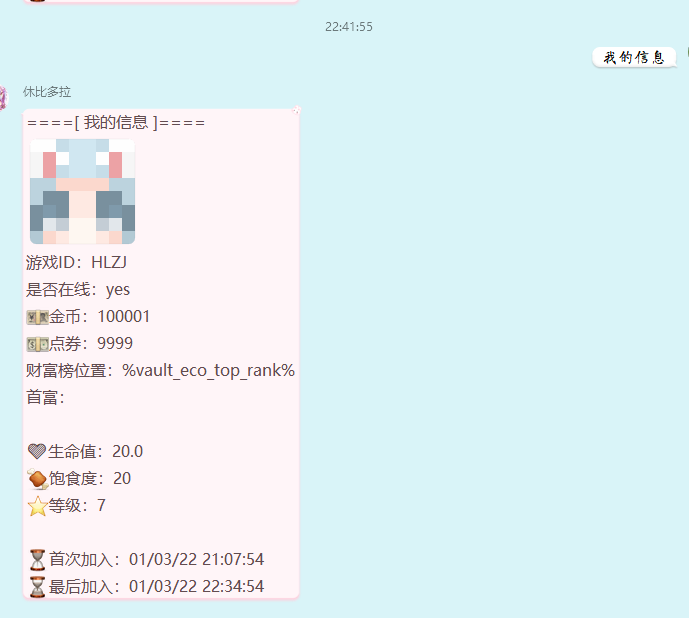 22:41:55
我的信息
休比多拉
====[ 我的信息 ]====
游戏ID：HLZJ
是否在线：yes
💴金币：100001
💵点券：9999
财富榜位置：%vault_eco_top_rank%
首富：
生命值：20.0
饱食度：20
⭐等级：7
⌛首次加入：01/03/22 21:07:54
⌛最后加入：01/03/22 22:34:54